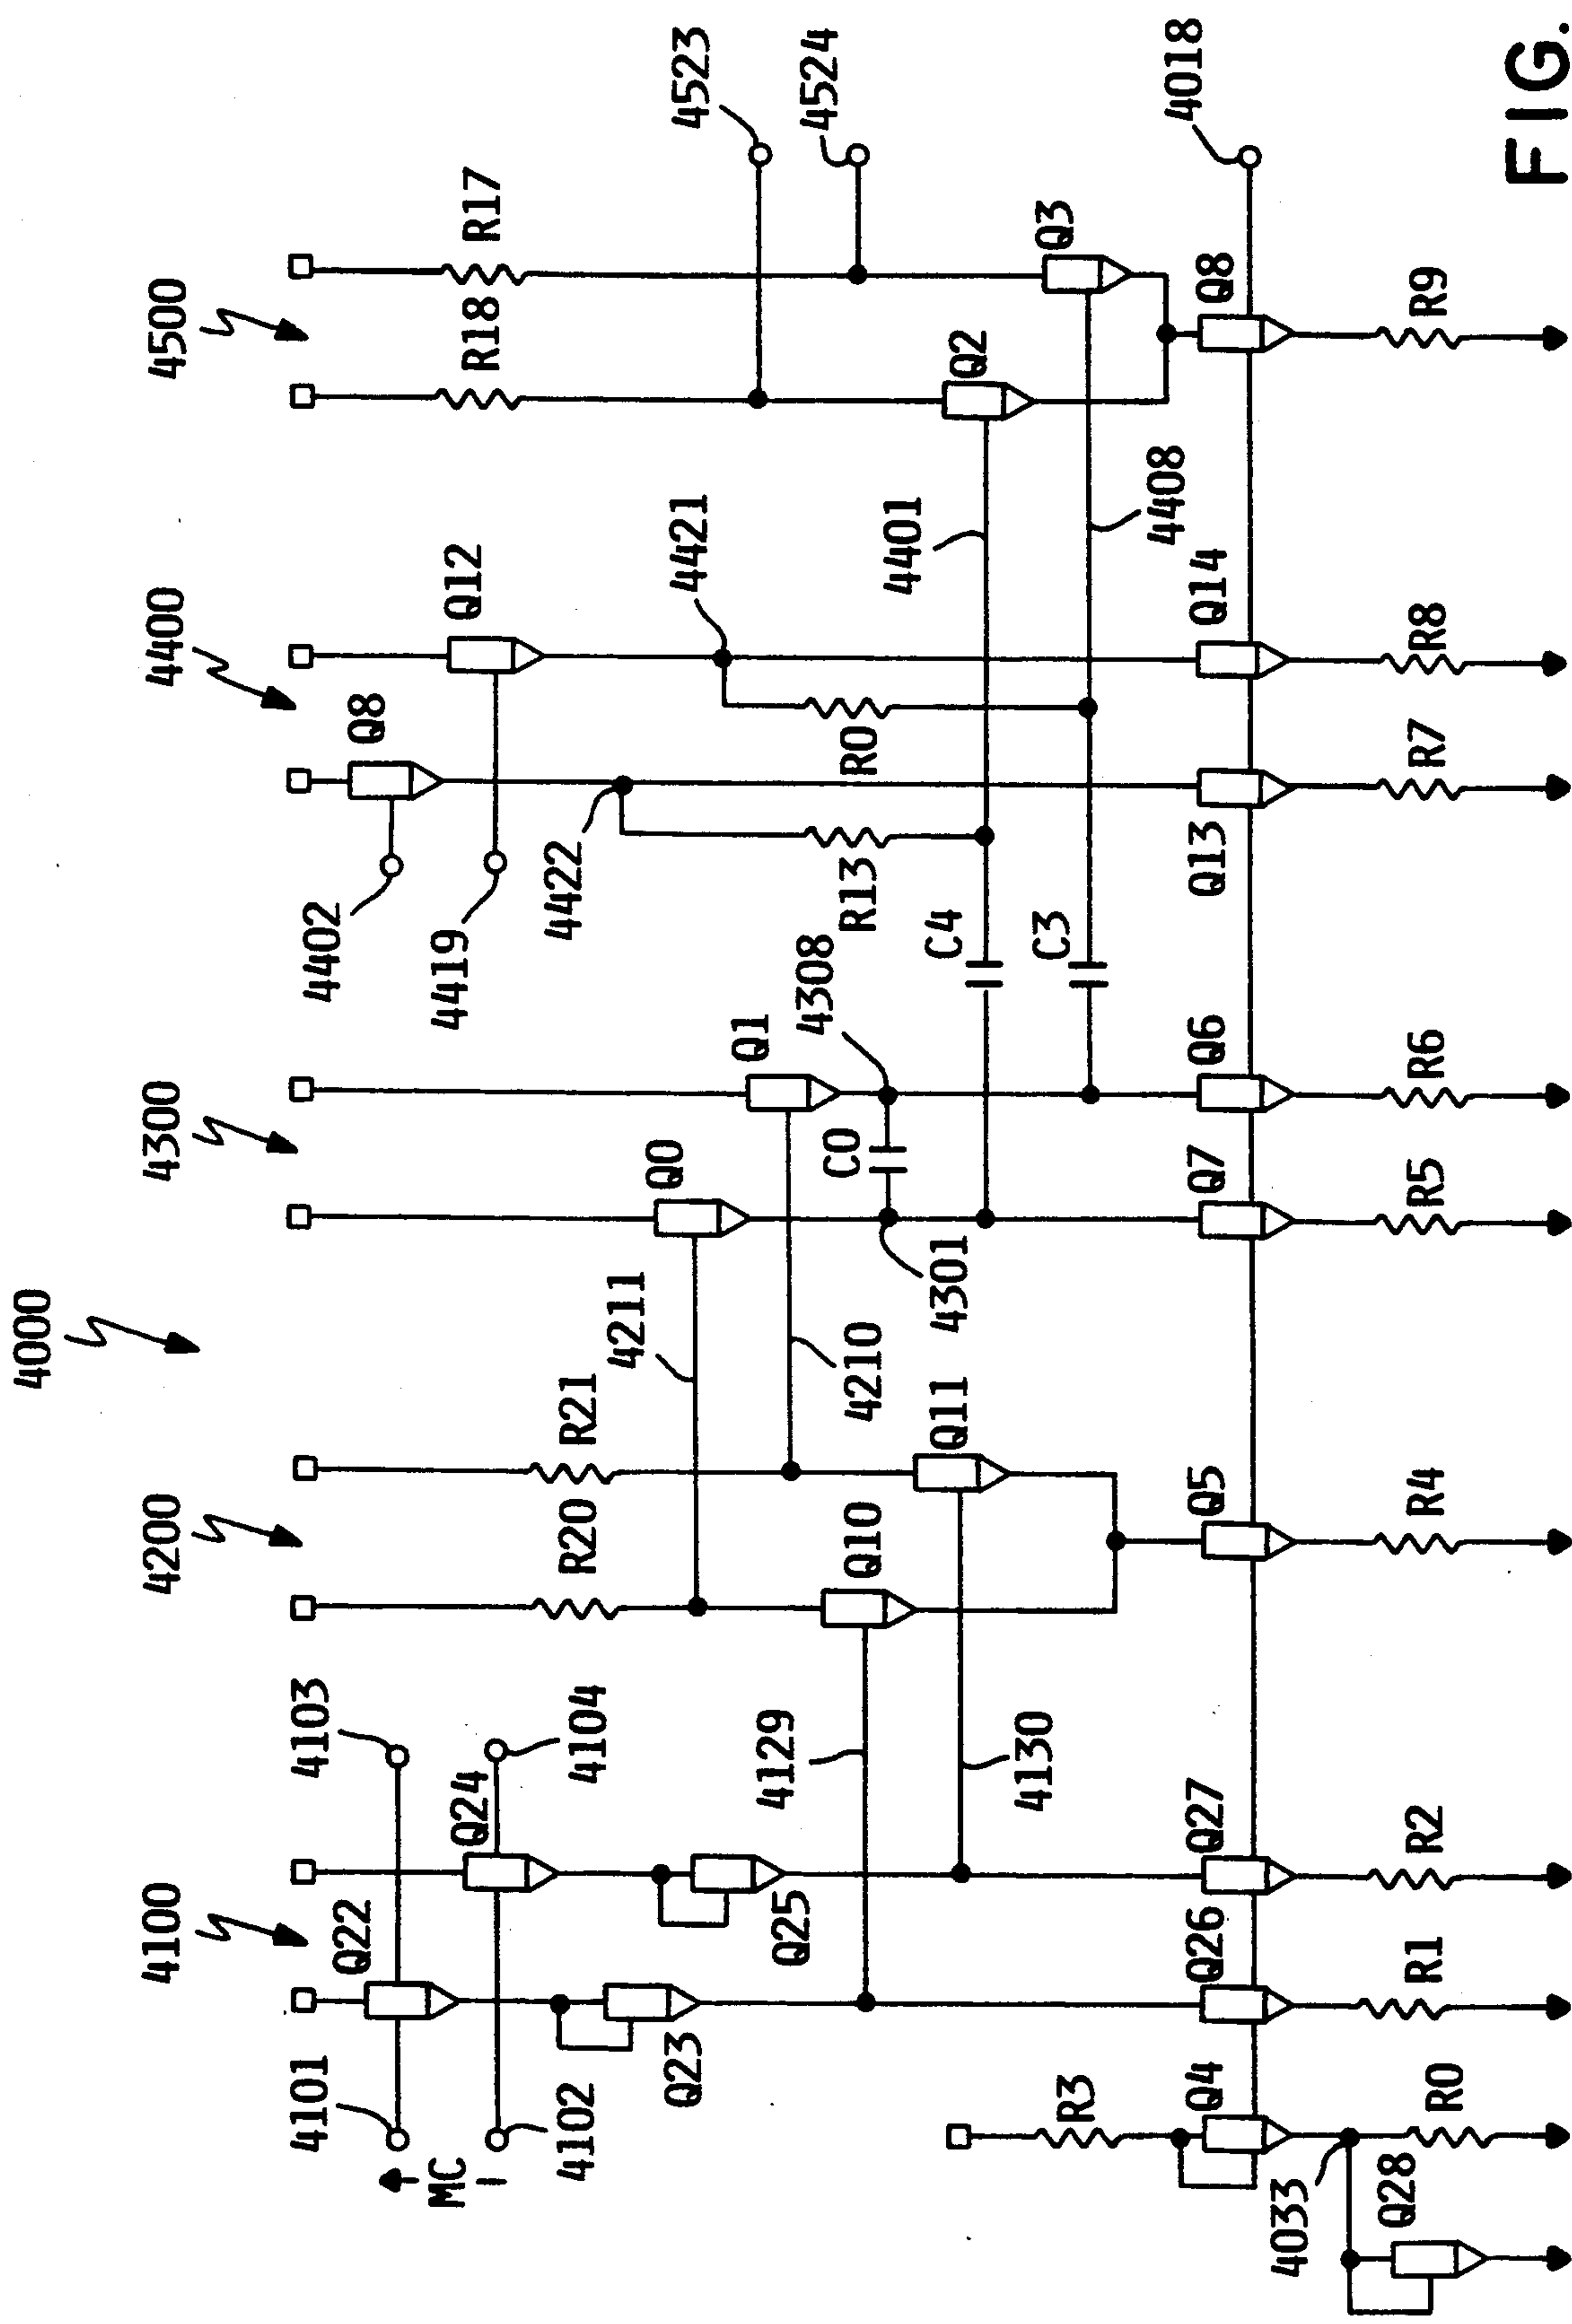 4000
4100 4200 4300 4400 4500
4101 4103 4402
Q22 Q8
MC 4419
Q24 Q12 R18 R17
4102 4104 R20 R21 4422
4211
Q23 Q0 4421 4523
Q1
4129
Q25 4308 4524
C0
Q10 4210 R13 R0
4401
Q11 4301 C4 Q2
4130 C3 Q3
R3
4408 4018
Q4 Q26 Q27 Q5 Q7 Q6 Q13 Q14 Q8
4033
Q28
R0 R1 R2 R4 R5 R6 R7 R8 R9
FIG.